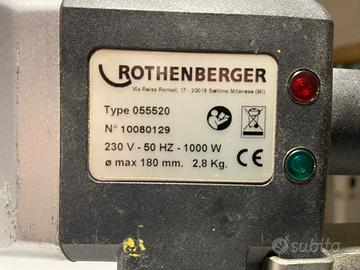 ROTHENBERGER
Via Reiss Romoli, 17 - 20019 Settimo Milanese (Mi)
Type 055520
N° 10080129
230 V - 50 HZ - 1000 W
ø max 180 mm. 2,8 Kg.
CE
subito